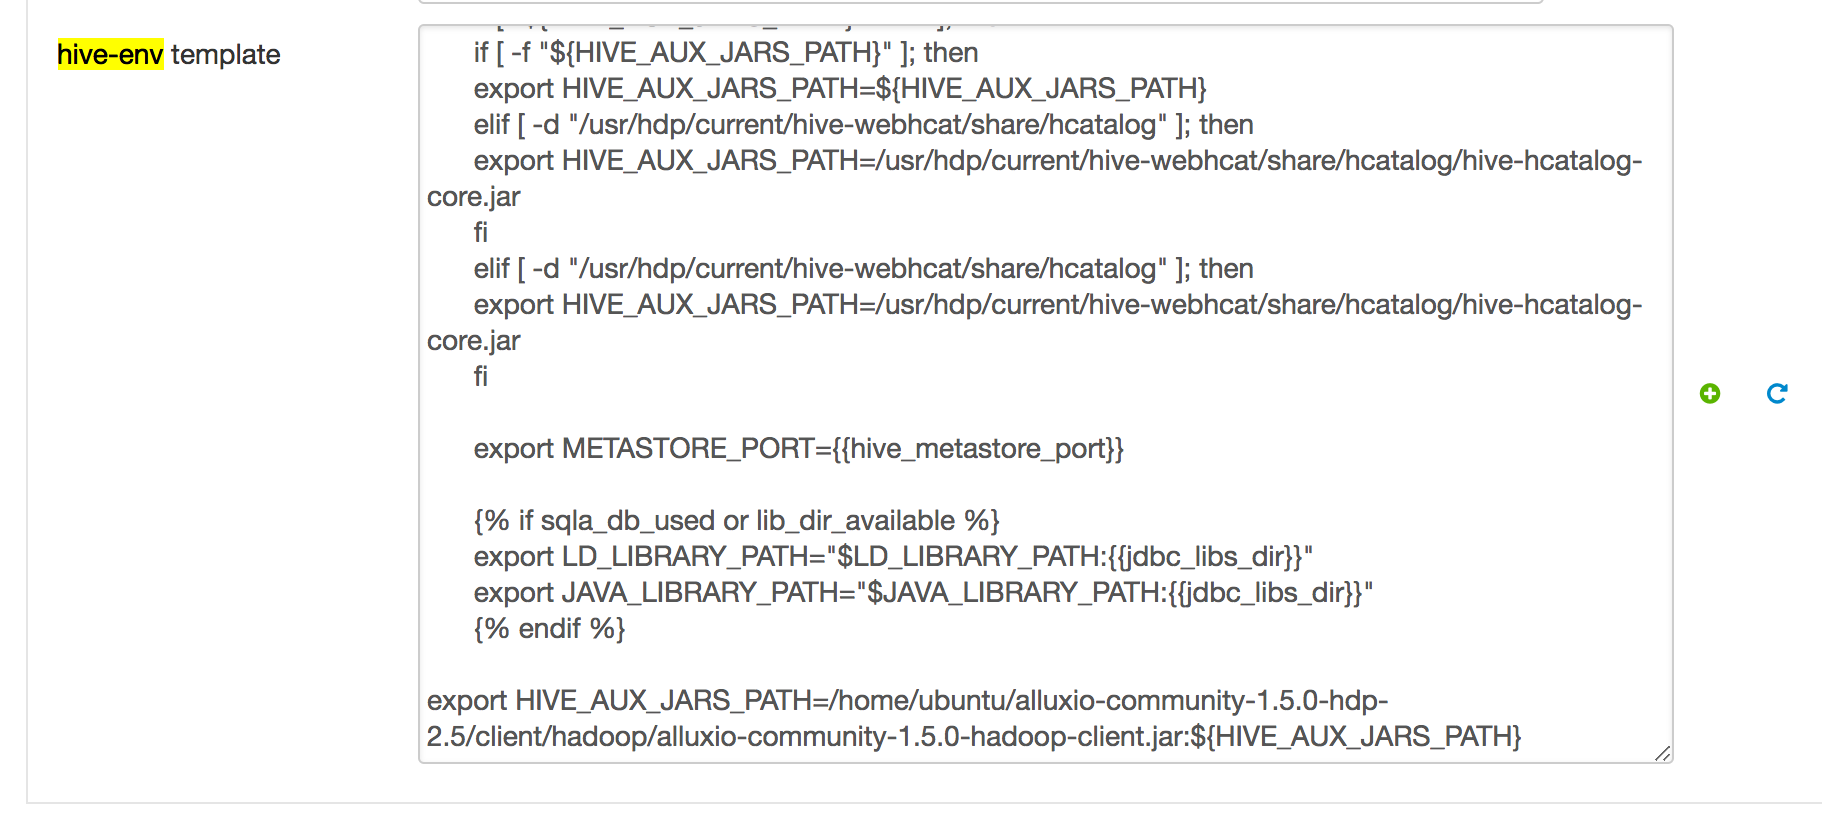 hive-env template
if [ -f "${HIVE_AUX_JARS_PATH}" ]; then
export HIVE_AUX_JARS_PATH=${HIVE_AUX_JARS_PATH}
elif [ -d "/usr/hdp/current/hive-webhcat/share/hcatalog" ]; then
export HIVE_AUX_JARS_PATH=/usr/hdp/current/hive-webhcat/share/hcatalog/hive-hcatalog-
core.jar
fi
elif [ -d "/usr/hdp/current/hive-webhcat/share/hcatalog" ]; then
export HIVE_AUX_JARS_PATH=/usr/hdp/current/hive-webhcat/share/hcatalog/hive-hcatalog-
core.jar
fi
export METASTORE_PORT={{hive_metastore_port}}
{% if sqla_db_used or lib_dir_available %}
export LD_LIBRARY_PATH="$LD_LIBRARY_PATH:{{jdbc_libs_dir}}"
export JAVA_LIBRARY_PATH="$JAVA_LIBRARY_PATH:{{jdbc_libs_dir}}"
{% endif %}
export HIVE_AUX_JARS_PATH=/home/ubuntu/alluxio-community-1.5.0-hdp-
2.5/client/hadoop/alluxio-community-1.5.0-hadoop-client.jar:${HIVE_AUX_JARS_PATH}